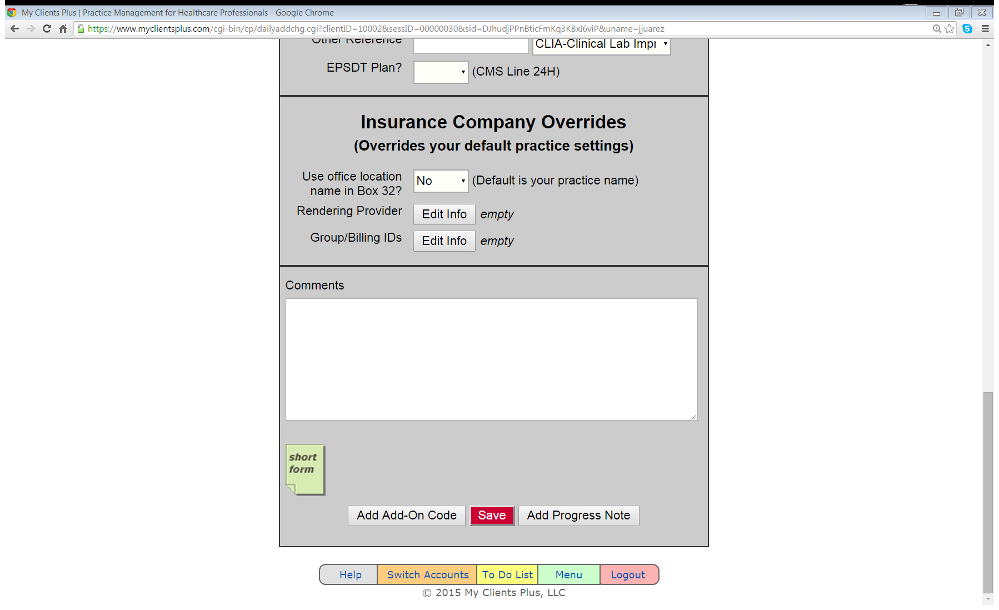 My Clients Plus | Practice Management for Healthcare Professionals - Google Chrome
https://www.myclientsplus.com/cgi-bin/cp/dailyaddchg.cgi?clientID=10002&sessID=00000030&sid=DJhudjPPnBticFmKq3KBxI6viP&uname=jjuarez
Other Reference CLIA-Clinical Lab Impr
EPSDT Plan? (CMS Line 24H)
Insurance Company Overrides
(Overrides your default practice settings)
Use office location
name in Box 32? No (Default is your practice name)
Rendering Provider Edit Info empty
Group/Billing IDs Edit Info empty
Comments
short
form
Add Add-On Code Save Add Progress Note
Help Switch Accounts To Do List Menu Logout
© 2015 My Clients Plus, LLC